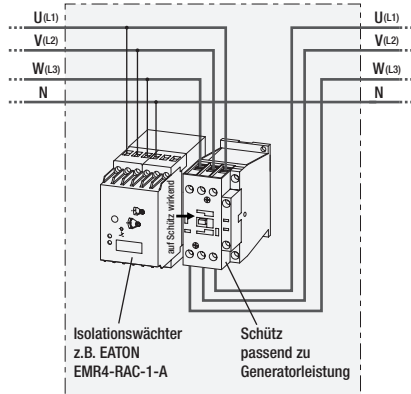 U(L1)
U(L1)
V(L2)
V(L2)
W(L3)
W(L3)
N
N
auf Schütz wirkend
Isolationswächter
z.B. EATON
EMR4-RAC-1-A
Schütz
passend zu
Generatorleistung